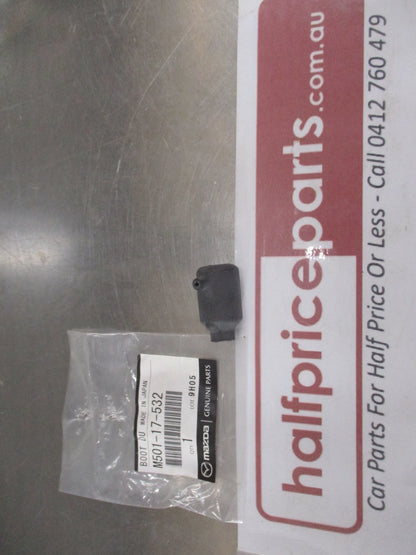 halfpriceparts.com.au
Car Parts For Half Price Or Less - Call 0412 760 479
BOOT DU MADE IN JAPAN
M501-17-532
QTY 1
9H05
mazda GENUINE PARTS